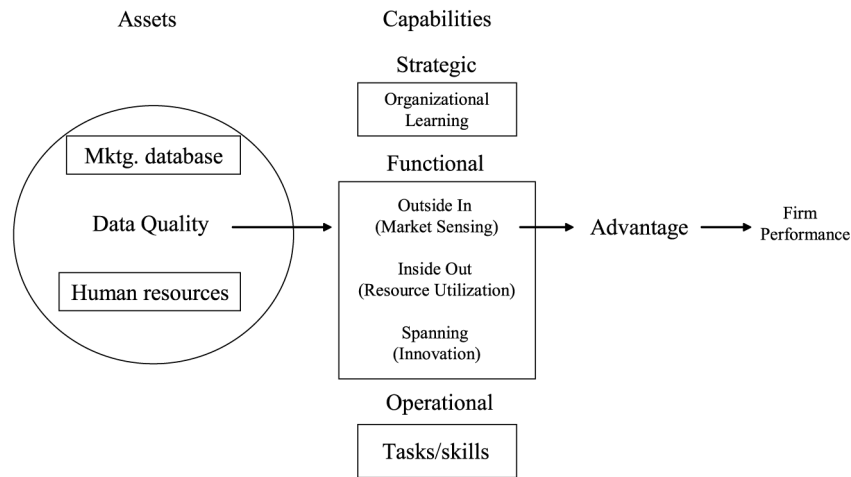 Assets
Capabilities
Strategic
Organizational
Learning
Mktg. database
Data Quality
Human resources
Functional
Outside In
(Market Sensing)
Inside Out
(Resource Utilization)
Spanning
(Innovation)
Operational
Tasks/skills
Advantage
Firm
Performance